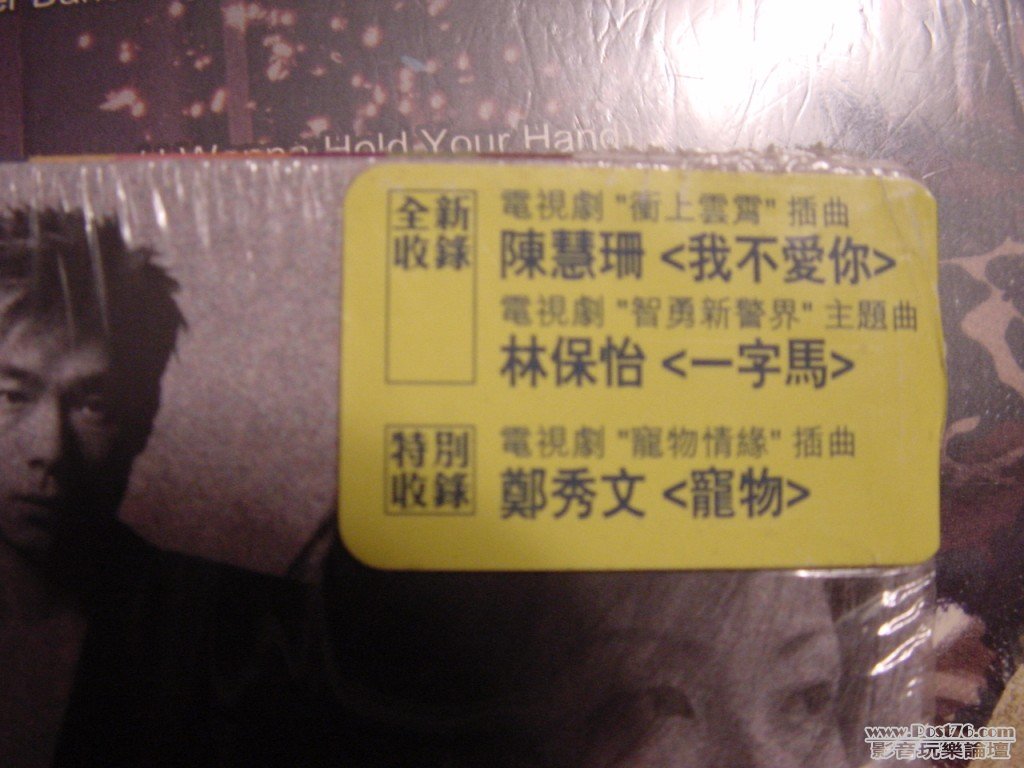 I Wanna Hold Your Hand)
全新
收錄
電視劇 "衝上雲霄" 插曲
陳慧珊 <我不愛你>
電視劇 "智勇新警界" 主題曲
林保怡 <一字馬>
特別
收錄
電視劇 "寵物情緣" 插曲
鄭秀文 <寵物>
www.Post76.com
影音玩樂論壇